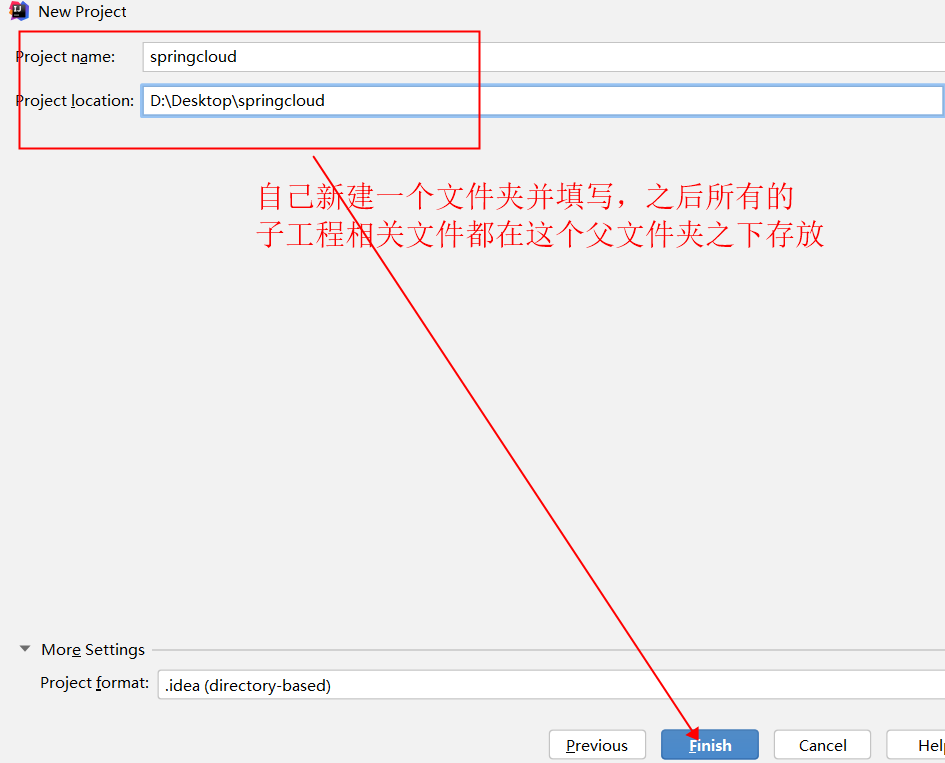 New Project
Project name: springcloud
Project location: D:\Desktop\springcloud
自己新建一个文件夹并填写，之后所有的
子工程相关文件都在这个父文件夹之下存放
More Settings
Project format: .idea (directory-based)
Previous Finish Cancel Help